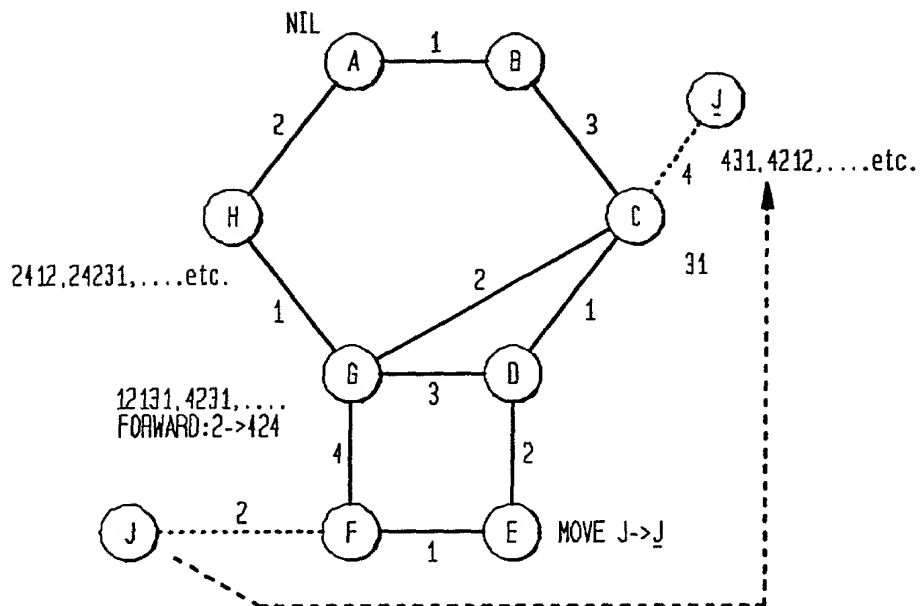 NIL
A
1
B
J
2
3
4
431,4212,.....etc.
H
C
31
2412,24231,....etc.
2
1
1
G
3
D
12131,4231,....
FORWARD:2->424
4
2
J
2
F
1
E
MOVE J->J